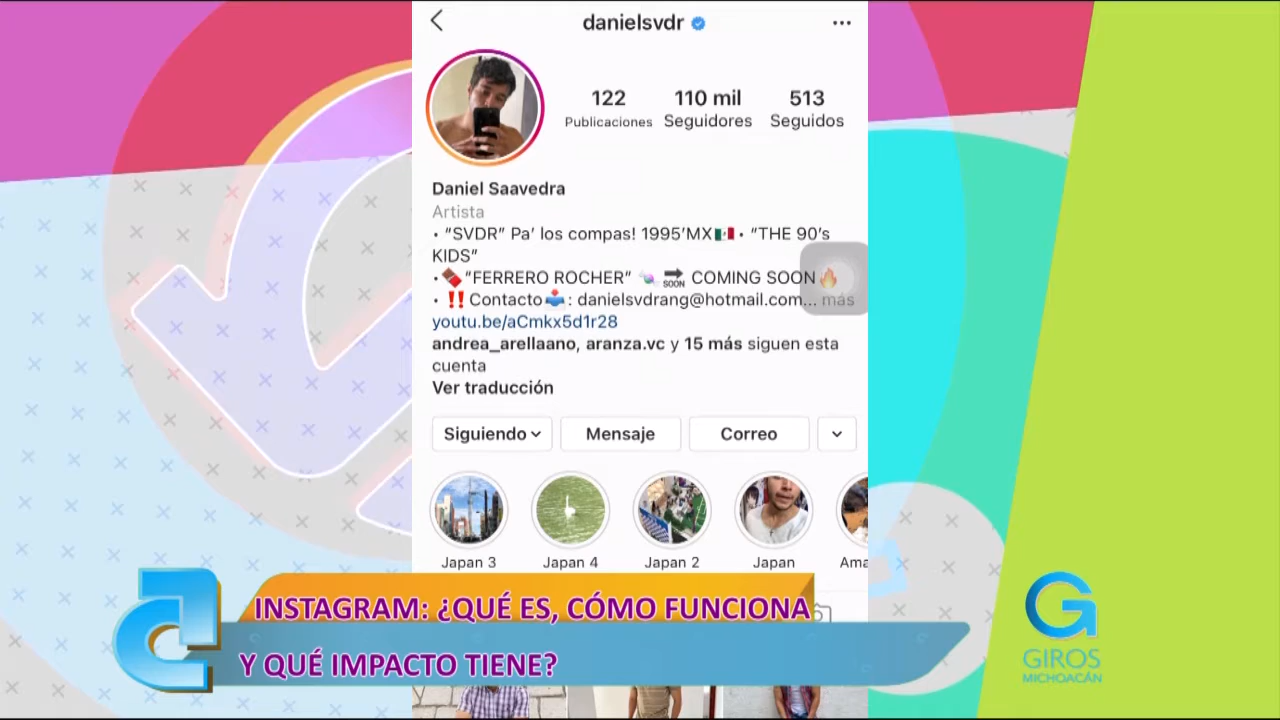 danielsvdr
122 110 mil 513
Publicaciones Seguidores Seguidos
Daniel Saavedra
Artista
• "SVDR" Pa' los compas! 1995'MX🇲🇽• "THE 90's
KIDS"
•🍫"FERRERO ROCHER" 🍬 🔜 COMING SOON🔥
• ‼️Contacto📥: danielsvdrang@hotmail.com... más
youtu.be/aCmkx5d1r28
andrea_arellaano, aranza.vc y 15 más siguen esta
cuenta
Ver traducción
Siguiendo Mensaje Correo
Japan 3 Japan 4 Japan 2 Japan Ama
INSTAGRAM: ¿QUÉ ES, CÓMO FUNCIONA
Y QUÉ IMPACTO TIENE?
GIROS
MICHOACÁN